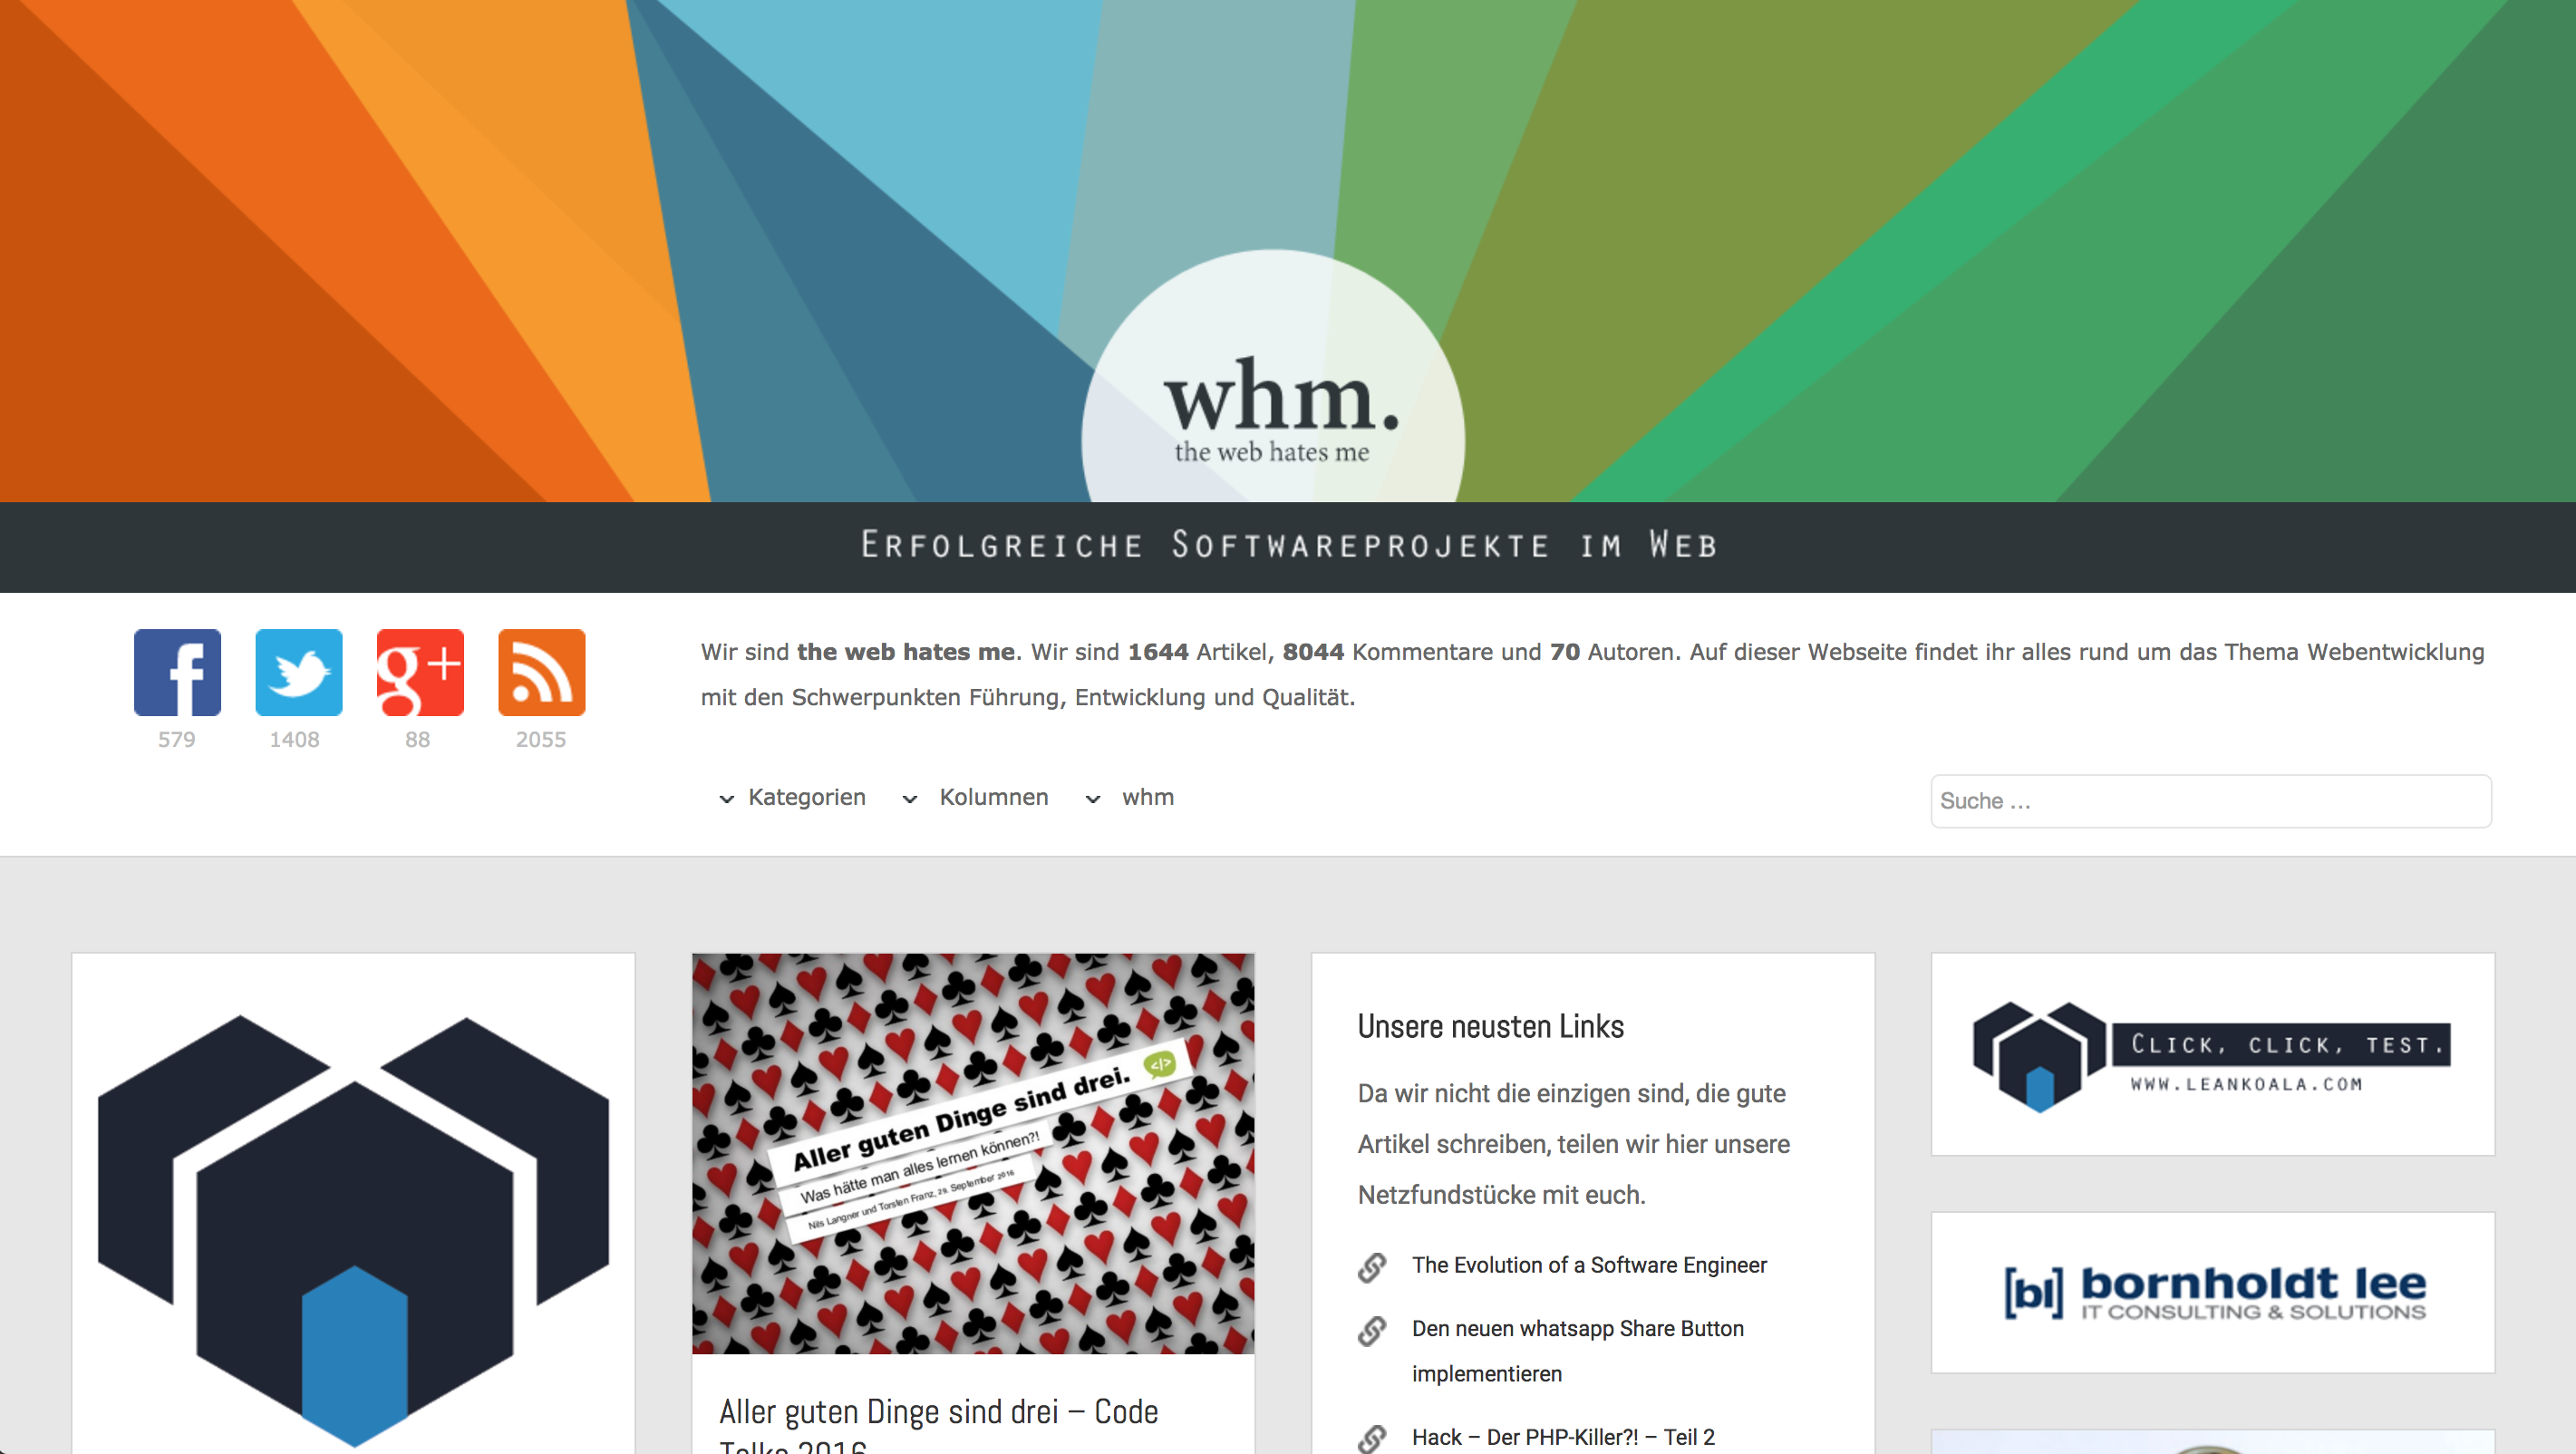 whm.
the web hates me
Erfolgreiche Softwareprojekte im Web
579 1408 88 2055
Wir sind the web hates me. Wir sind 1644 Artikel, 8044 Kommentare und 70 Autoren. Auf dieser Webseite findet ihr alles rund um das Thema Webentwicklung
mit den Schwerpunkten Führung, Entwicklung und Qualität.
Kategorien Kolumnen whm
Suche ...
Aller guten Dinge sind drei. </>
Was hätte man alles lernen können?!
Nils Langner und Torsten Franz, 29. September 2016
Aller guten Dinge sind drei – Code
Talks 2016
Unsere neusten Links
Da wir nicht die einzigen sind, die gute
Artikel schreiben, teilen wir hier unsere
Netzfundstücke mit euch.
The Evolution of a Software Engineer
Den neuen whatsapp Share Button
implementieren
Hack – Der PHP-Killer?! – Teil 2
Click, click, test.
www.leankoala.com
[bl] bornholdt lee
IT CONSULTING & SOLUTIONS